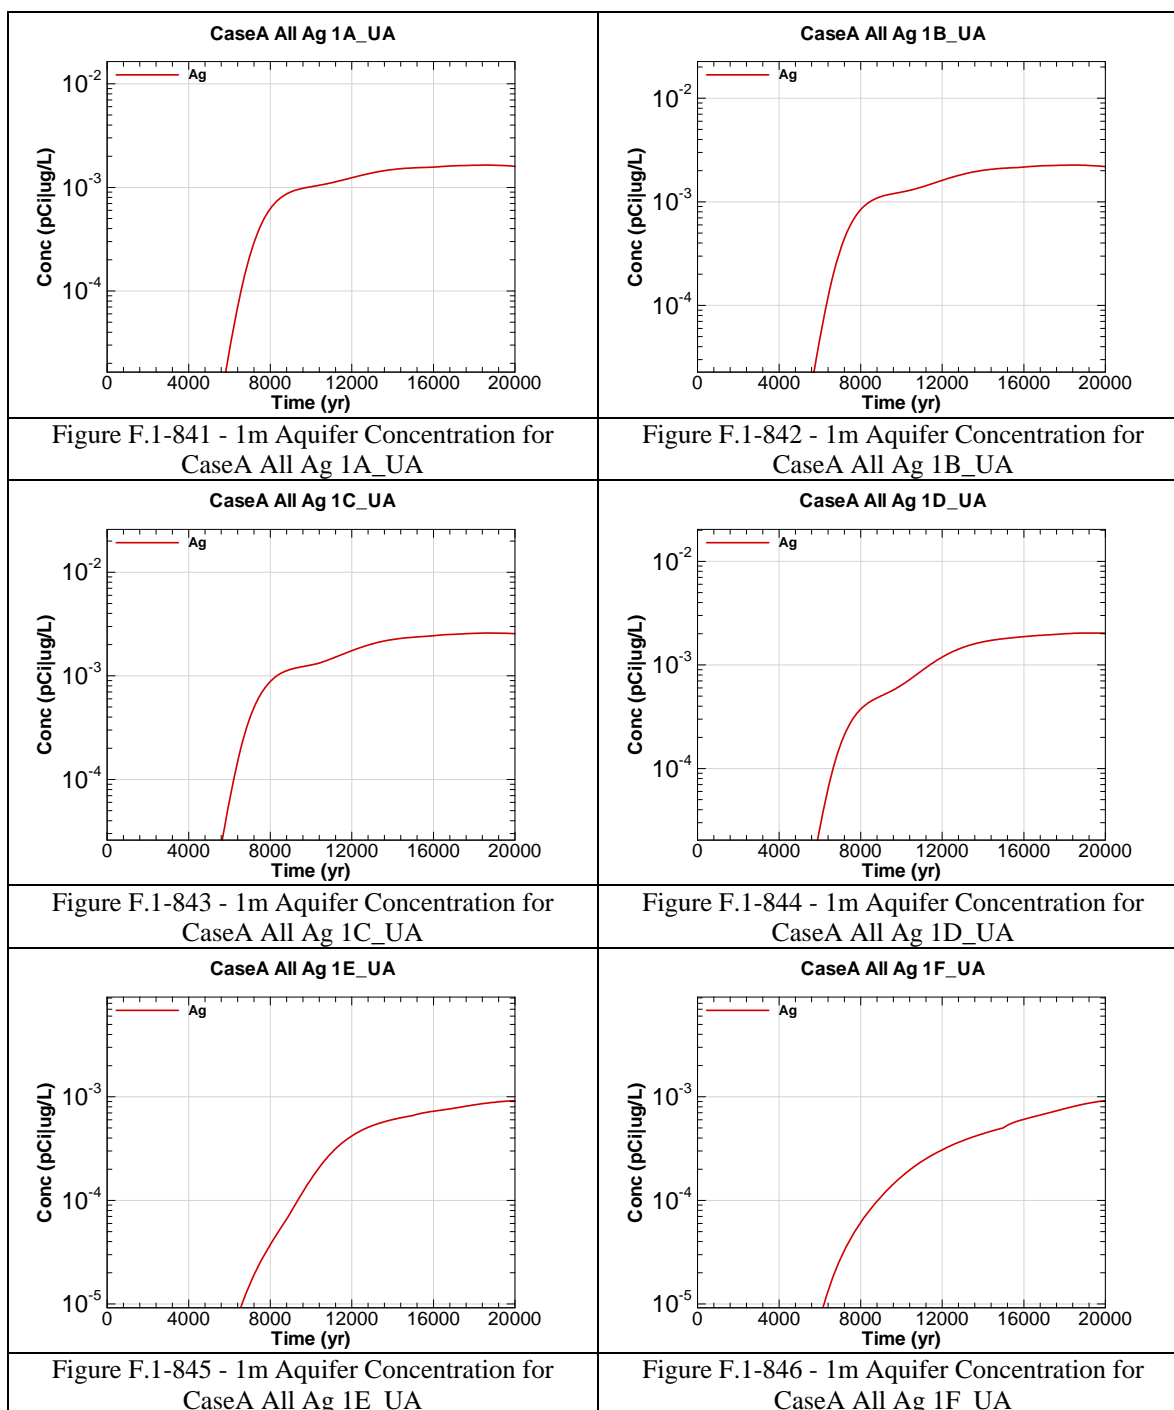 CaseA All Ag 1A_UA
Ag
10-2
10-3
10-4
Conc (pCi|ug/L)
0 4000 8000 12000 16000 20000
Time (yr)
Figure F.1-841 - 1m Aquifer Concentration for
CaseA All Ag 1A_UA
CaseA All Ag 1B_UA
Ag
10-2
10-3
10-4
Conc (pCi|ug/L)
0 4000 8000 12000 16000 20000
Time (yr)
Figure F.1-842 - 1m Aquifer Concentration for
CaseA All Ag 1B_UA
CaseA All Ag 1C_UA
Ag
10-2
10-3
10-4
Conc (pCi|ug/L)
0 4000 8000 12000 16000 20000
Time (yr)
Figure F.1-843 - 1m Aquifer Concentration for
CaseA All Ag 1C_UA
CaseA All Ag 1D_UA
Ag
10-2
10-3
10-4
Conc (pCi|ug/L)
0 4000 8000 12000 16000 20000
Time (yr)
Figure F.1-844 - 1m Aquifer Concentration for
CaseA All Ag 1D_UA
CaseA All Ag 1E_UA
Ag
10-3
10-4
10-5
Conc (pCi|ug/L)
0 4000 8000 12000 16000 20000
Time (yr)
Figure F.1-845 - 1m Aquifer Concentration for
CaseA All Ag 1E_UA
CaseA All Ag 1F_UA
Ag
10-3
10-4
10-5
Conc (pCi|ug/L)
0 4000 8000 12000 16000 20000
Time (yr)
Figure F.1-846 - 1m Aquifer Concentration for
CaseA All Ag 1F_UA